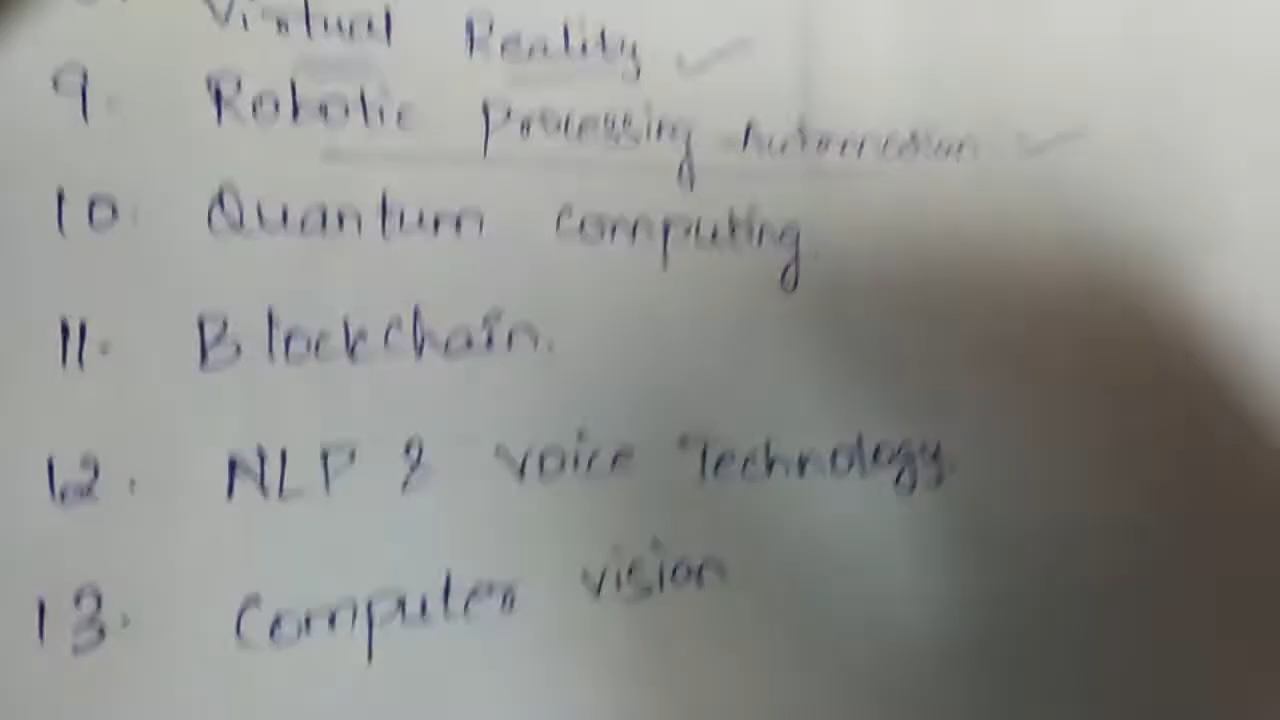 Virtual Reality ✓
9. Robotic Processing Automation ✓
10. Quantum computing
11. Blockchain.
12. NLP & voice Technology.
13. Computer vision